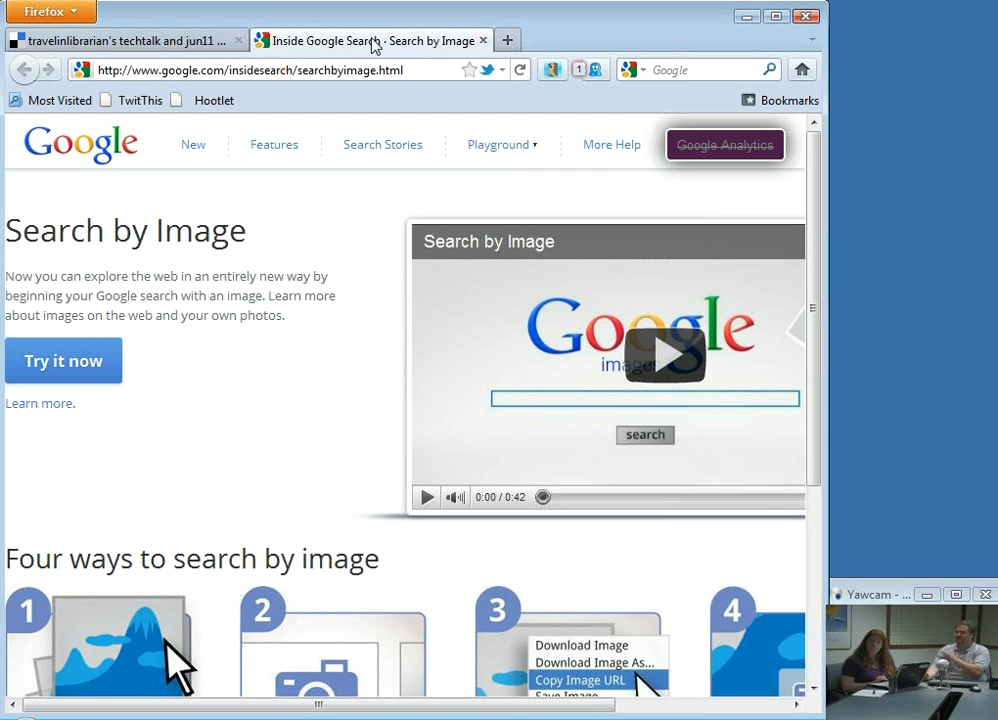 Firefox
travelinlibrarian's techtalk and jun11 ...
Inside Google Search - Search by Image
http://www.google.com/insidesearch/searchbyimage.html
1
Google
Most Visited
TwitThis
Hootlet
Bookmarks
Google
New
Features
Search Stories
Playground
More Help
Google Analytics
Search by Image
Now you can explore the web in an entirely new way by
beginning your Google search with an image. Learn more
about images on the web and your own photos.
Try it now
Learn more.
Search by Image
Google
images
search
0:00 / 0:42
Four ways to search by image
1
2
3
4
Download Image
Download Image As...
Copy Image URL
Save Image
Yawcam - ...